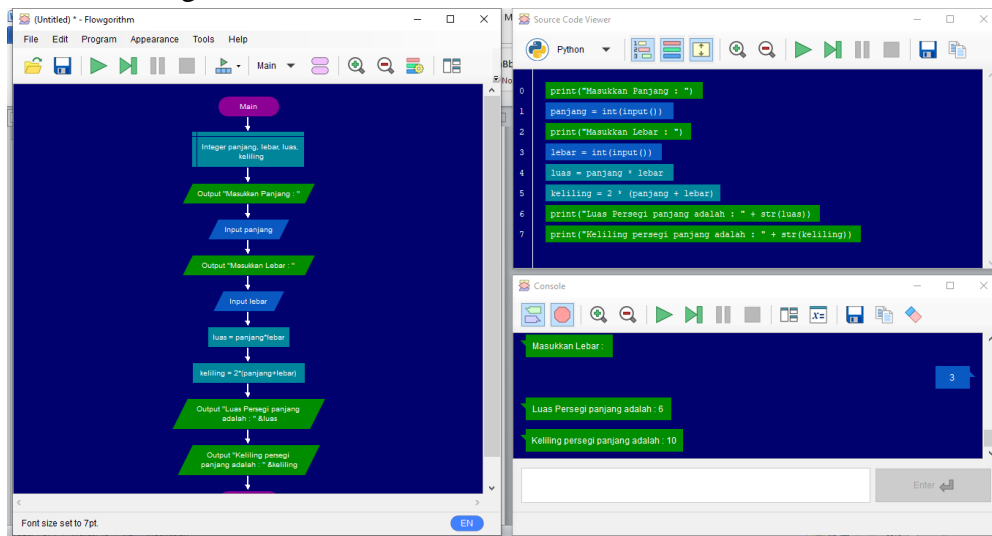 (Untitled) * - Flowgorithm
File Edit Program Appearance Tools Help
Main
Main
Integer panjang, lebar, luas,
keliling
Output "Masukkan Panjang : "
Input panjang
Output "Masukkan Lebar : "
Input lebar
luas = panjang*lebar
keliling = 2*(panjang+lebar)
Output "Luas Persegi panjang
adalah : " &luas
Output "Keliling persegi
panjang adalah : " &keliling
Font size set to 7pt.
EN
Source Code Viewer
Python
0 print("Masukkan Panjang : ")
1 panjang = int(input())
2 print("Masukkan Lebar : ")
3 lebar = int(input())
4 luas = panjang * lebar
5 keliling = 2 * (panjang + lebar)
6 print("Luas Persegi panjang adalah : " + str(luas))
7 print("Keliling persegi panjang adalah : " + str(keliling))
Console
Masukkan Lebar :
3
Luas Persegi panjang adalah : 6
Keliling persegi panjang adalah : 10
Enter